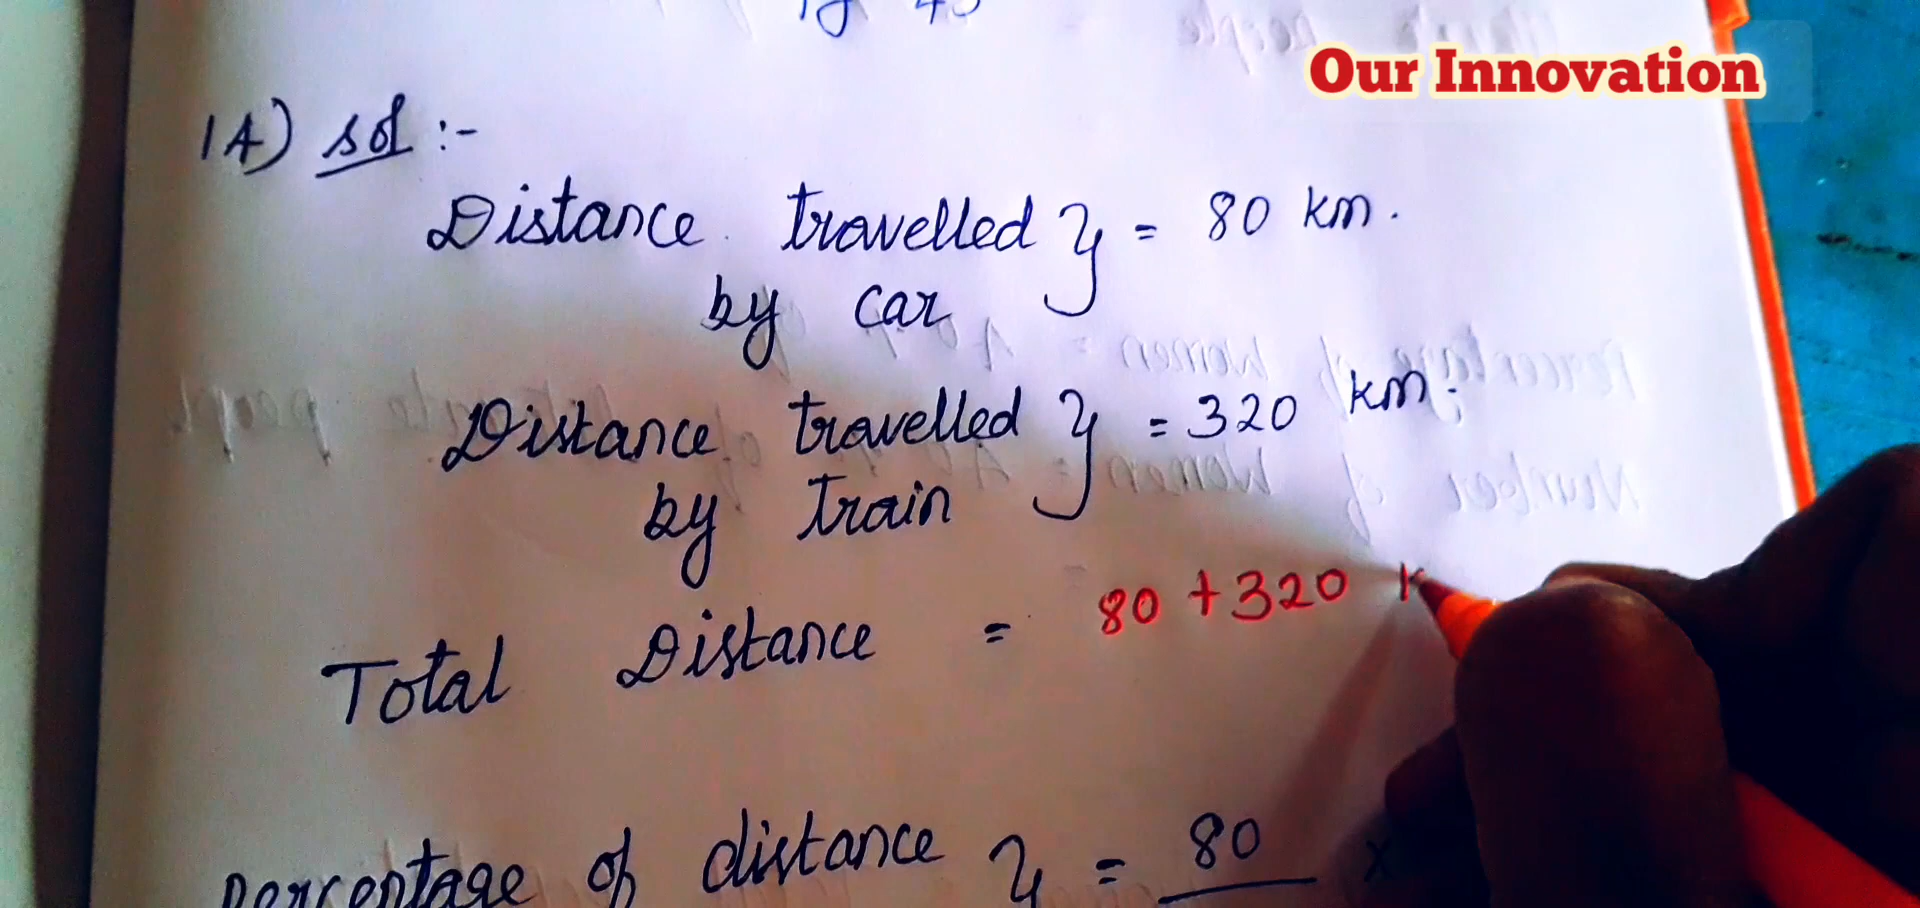 Our Innovation
14) sol :-
Distance travelled } = 80 km.
by car
Distance travelled } = 320 km.
by train
Total Distance = 80 + 320 K
Percentage of distance } = 80 ×